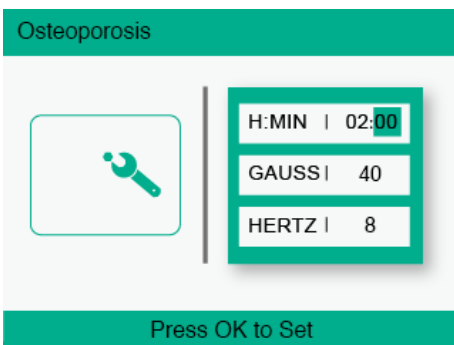 Osteoporosis
H:MIN | 02:00
GAUSS | 40
HERTZ | 8
Press OK to Set